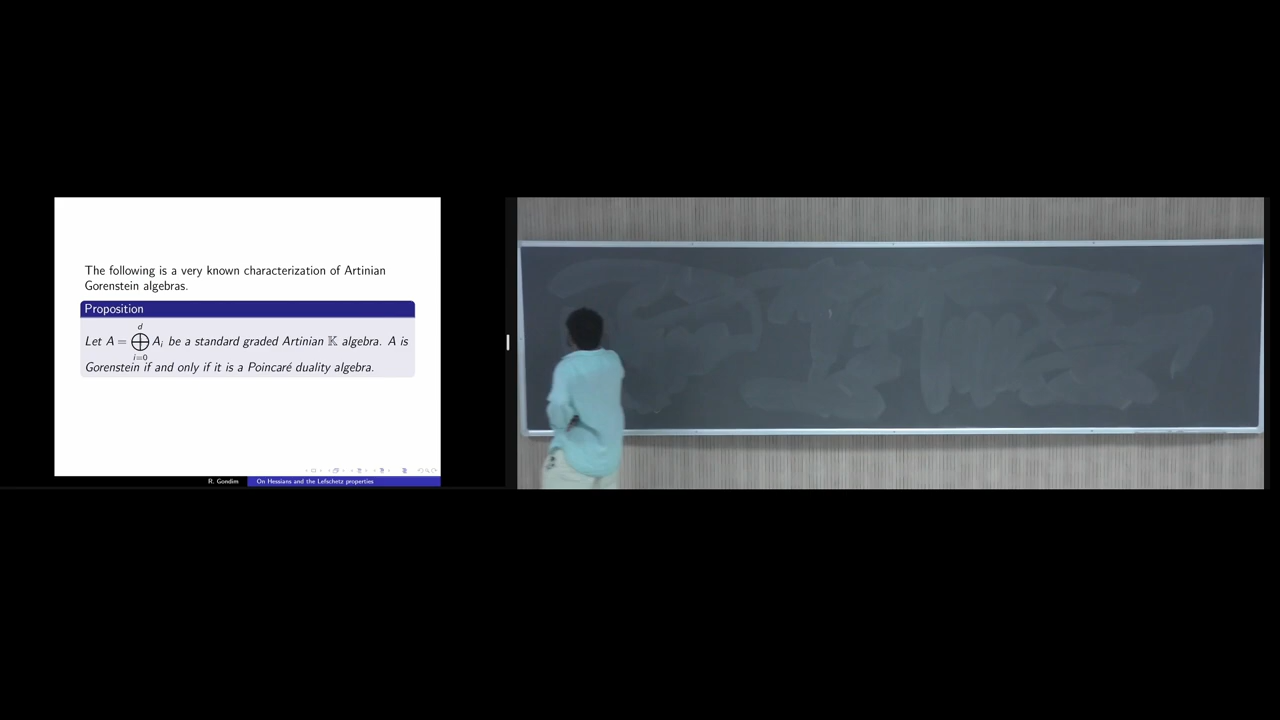 The following is a very known characterization of Artinian
Gorenstein algebras.
Proposition
Let A = ⨁_{i=0}^{d} A_i be a standard graded Artinian 𝕂 algebra. A is
Gorenstein if and only if it is a Poincaré duality algebra.
R. Gondim On Hessians and the Lefschetz properties